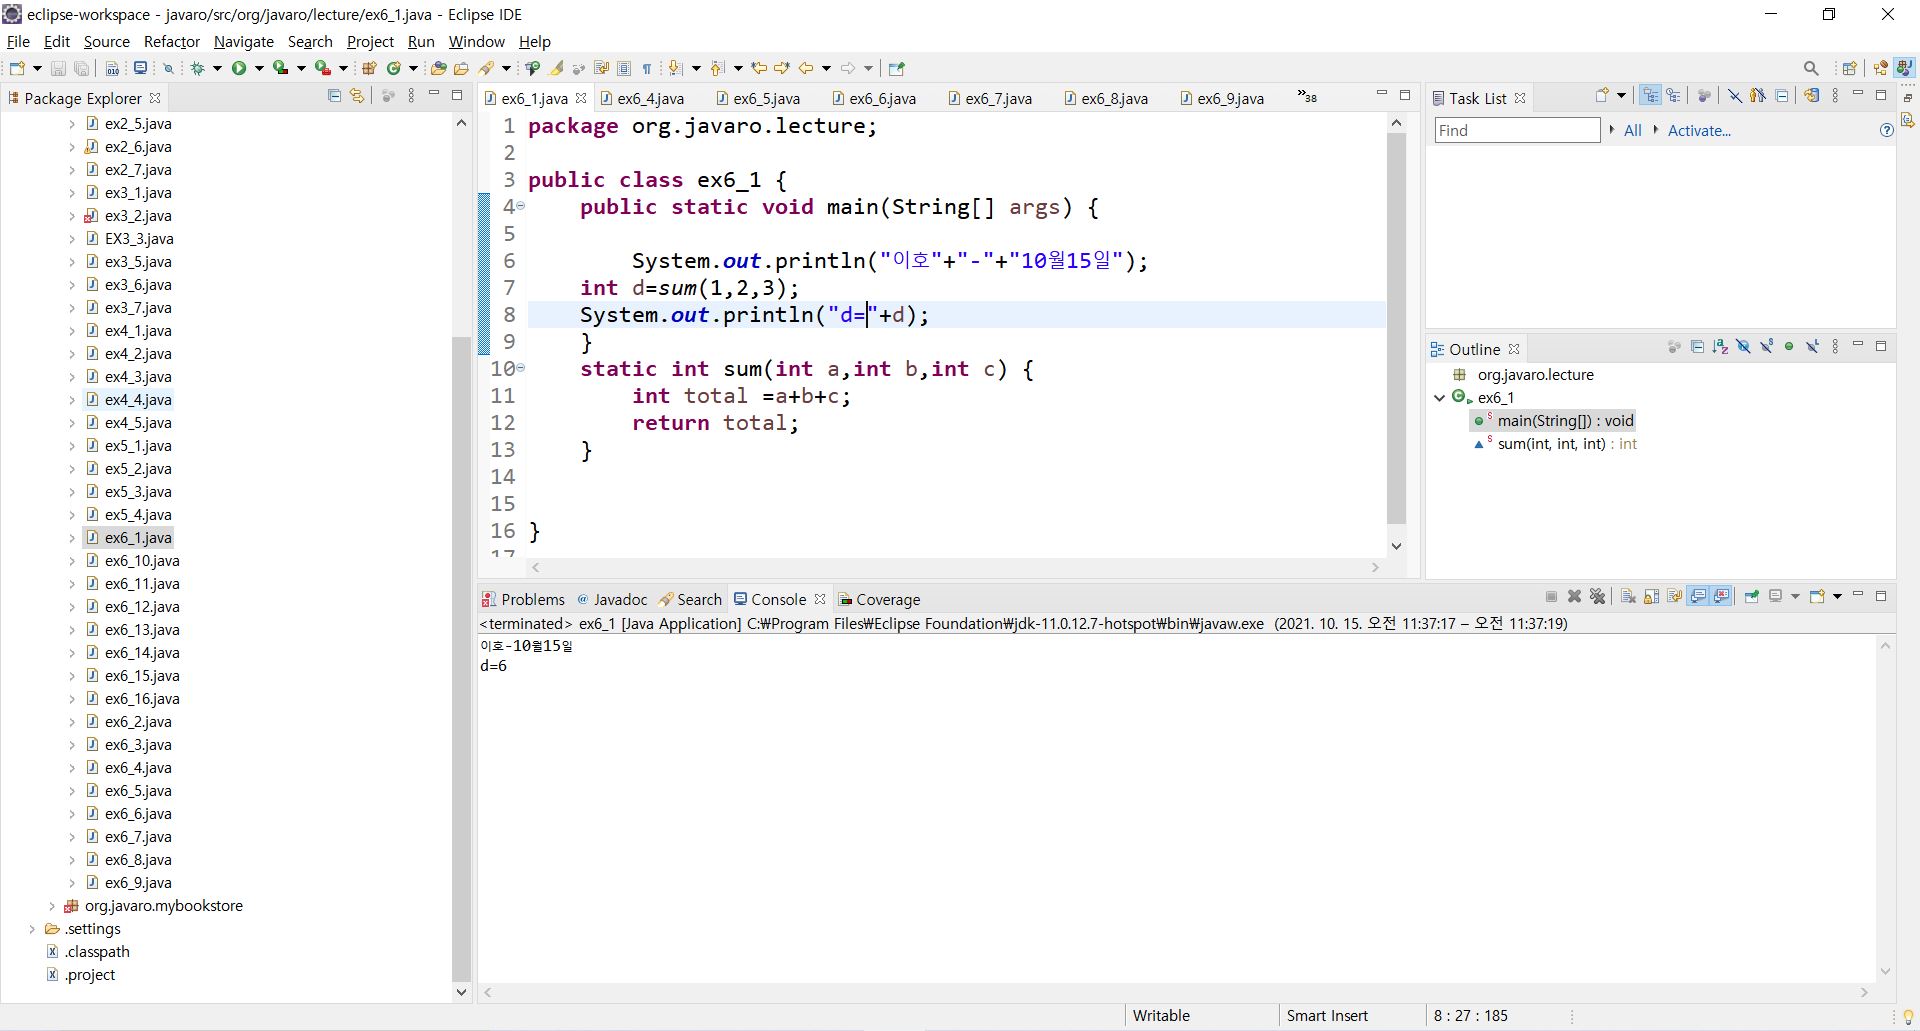 eclipse-workspace - javaro/src/org/javaro/lecture/ex6_1.java - Eclipse IDE
File Edit Source Refactor Navigate Search Project Run Window Help
Package Explorer
ex2_5.java
ex2_6.java
ex2_7.java
ex3_1.java
ex3_2.java
EX3_3.java
ex3_5.java
ex3_6.java
ex3_7.java
ex4_1.java
ex4_2.java
ex4_3.java
ex4_4.java
ex4_5.java
ex5_1.java
ex5_2.java
ex5_3.java
ex5_4.java
ex6_1.java
ex6_10.java
ex6_11.java
ex6_12.java
ex6_13.java
ex6_14.java
ex6_15.java
ex6_16.java
ex6_2.java
ex6_3.java
ex6_4.java
ex6_5.java
ex6_6.java
ex6_7.java
ex6_8.java
ex6_9.java
org.javaro.mybookstore
.settings
.classpath
.project
ex6_1.java ex6_4.java ex6_5.java ex6_6.java ex6_7.java ex6_8.java ex6_9.java »38
1 package org.javaro.lecture;
2
3 public class ex6_1 {
4 public static void main(String[] args) {
5
6 System.out.println("이호"+"-"+"10월15일");
7 int d=sum(1,2,3);
8 System.out.println("d="+d);
9 }
10 static int sum(int a,int b,int c) {
11 int total =a+b+c;
12 return total;
13 }
14
15
16 }
17
Problems @ Javadoc Search Console Coverage
<terminated> ex6_1 [Java Application] C:₩Program Files₩Eclipse Foundation₩jdk-11.0.12.7-hotspot₩bin₩javaw.exe (2021. 10. 15. 오전 11:37:17 – 오전 11:37:19)
이호-10월15일
d=6
Task List
Find All Activate...
Outline
org.javaro.lecture
ex6_1
main(String[]) : void
sum(int, int, int) : int
Writable Smart Insert 8 : 27 : 185